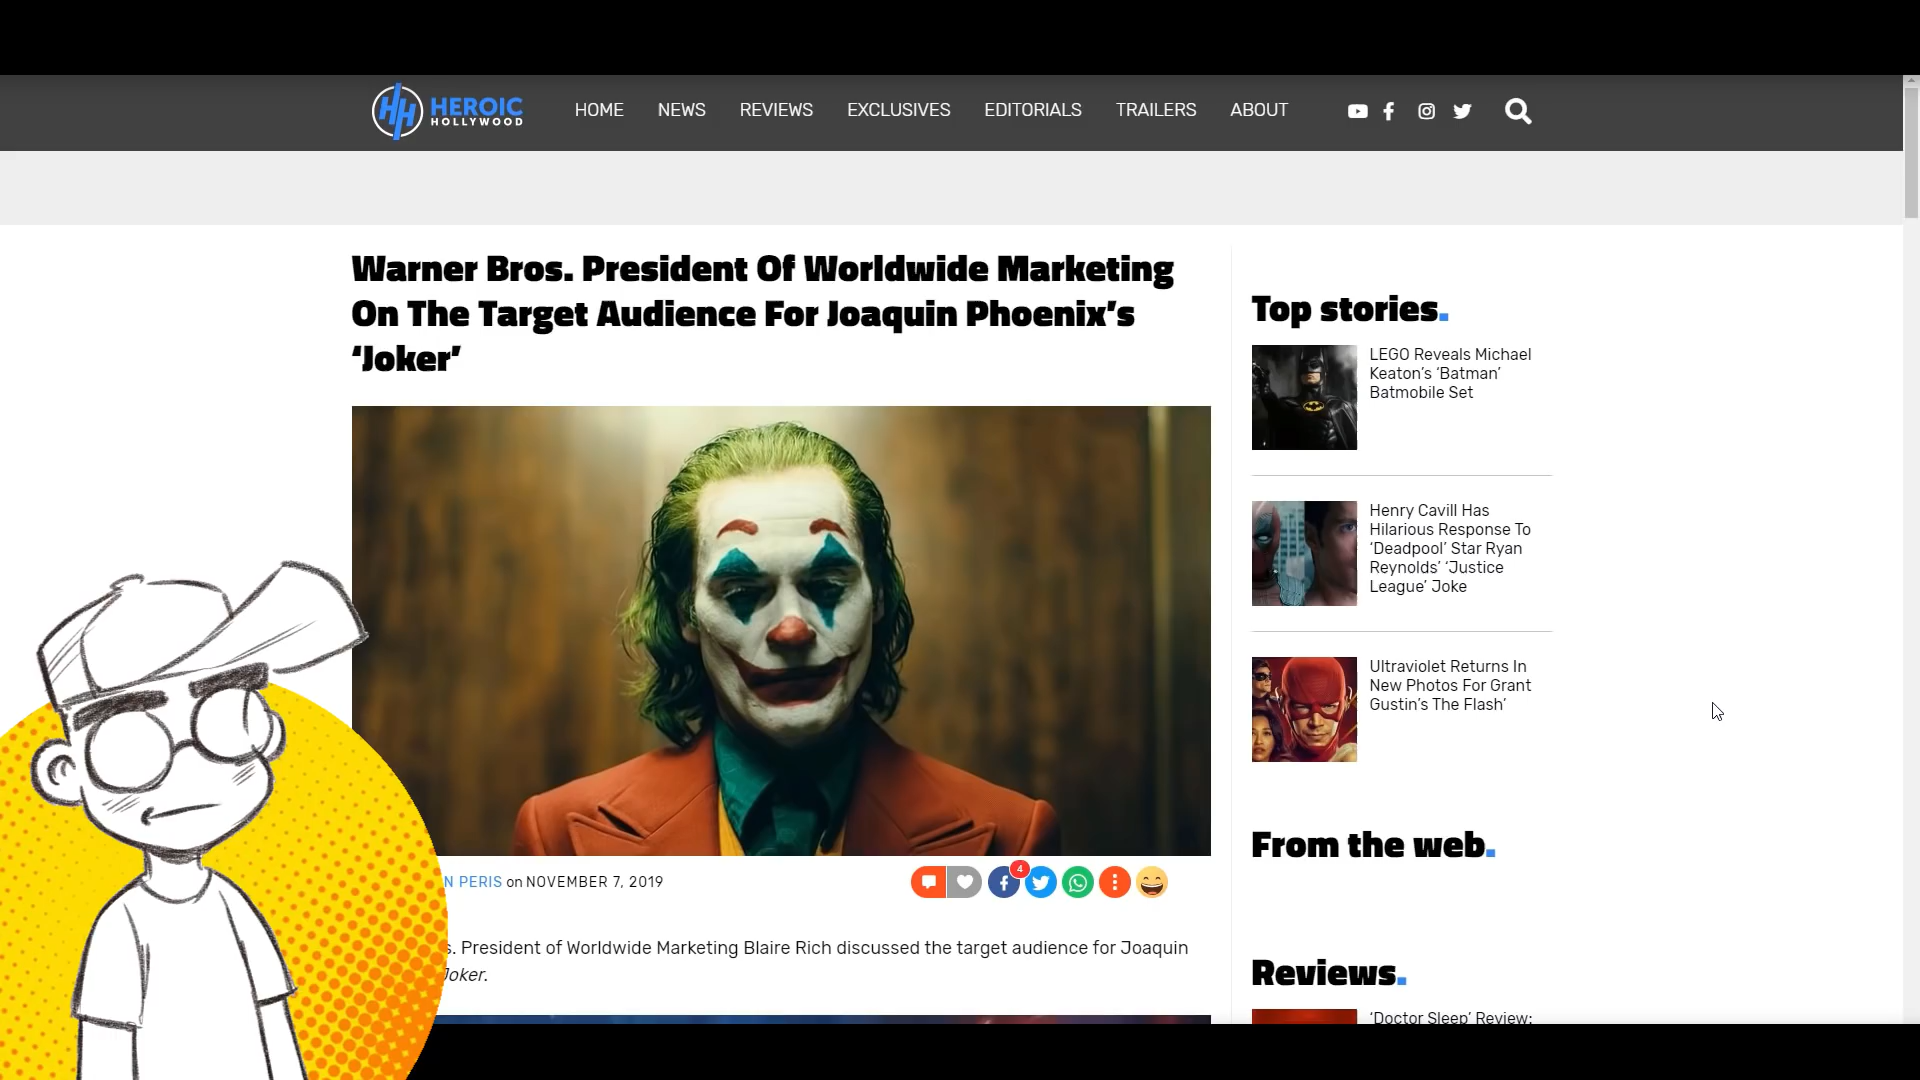 HEROIC
HOLLYWOOD
HOME NEWS REVIEWS EXCLUSIVES EDITORIALS TRAILERS ABOUT
Warner Bros. President Of Worldwide Marketing
On The Target Audience For Joaquin Phoenix’s
‘Joker’
N PERIS on NOVEMBER 7, 2019
4
s. President of Worldwide Marketing Blaire Rich discussed the target audience for Joaquin
Joker.
Top stories.
LEGO Reveals Michael
Keaton’s ‘Batman’
Batmobile Set
Henry Cavill Has
Hilarious Response To
‘Deadpool’ Star Ryan
Reynolds’ ‘Justice
League’ Joke
Ultraviolet Returns In
New Photos For Grant
Gustin’s The Flash’
From the web.
Reviews.
‘Doctor Sleep’ Review: